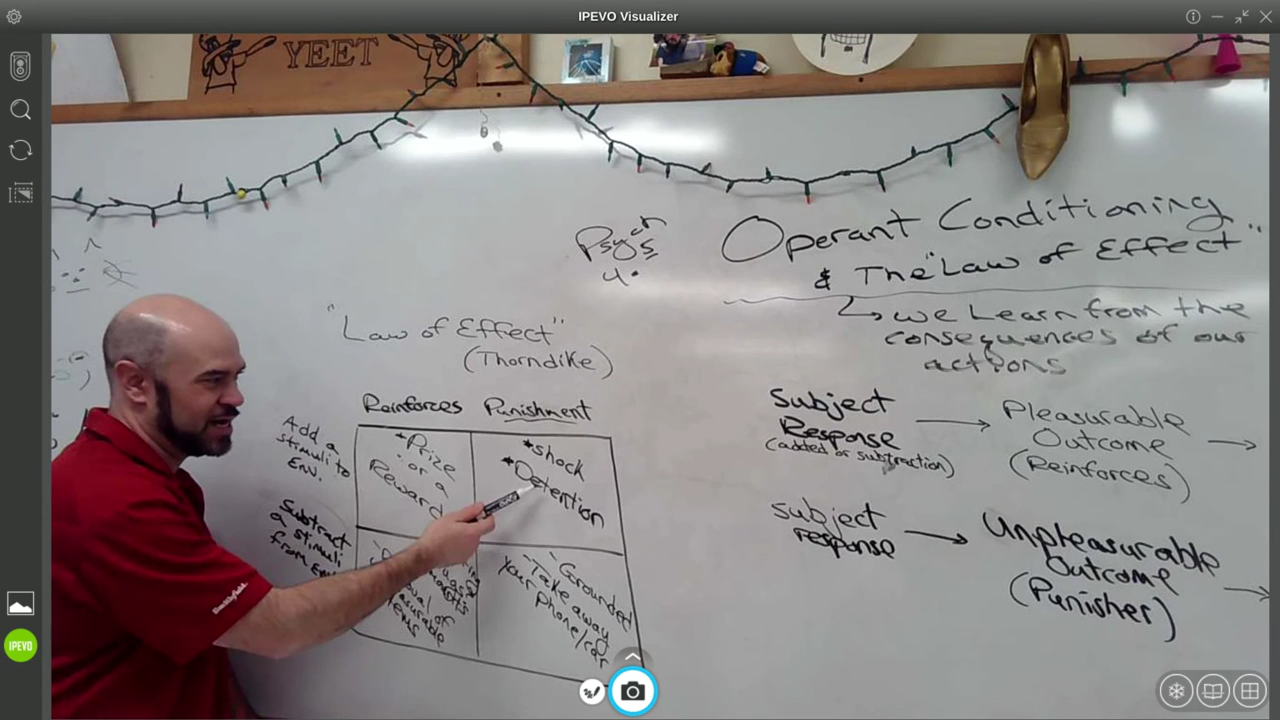 IPEVO Visualizer
YEET
Psych
5
4°
Operant Conditioning
& The "Law of Effect"
we Learn from the
consequences of our
actions
"Law of Effect"
(Thorndike)
Reinforces Punishment
Add a
stimuli to
Env.
*Prize
or a
Reward
*shock
*Detention
Subtract
a stimuli
from Env
Grounded
Take away
your phone/car
Subject
Response
(added or subtraction)
Pleasurable
Outcome
(Reinforces)
subject
response
Unpleasurable
Outcome
(Punisher)
Smithfield
IPEVO